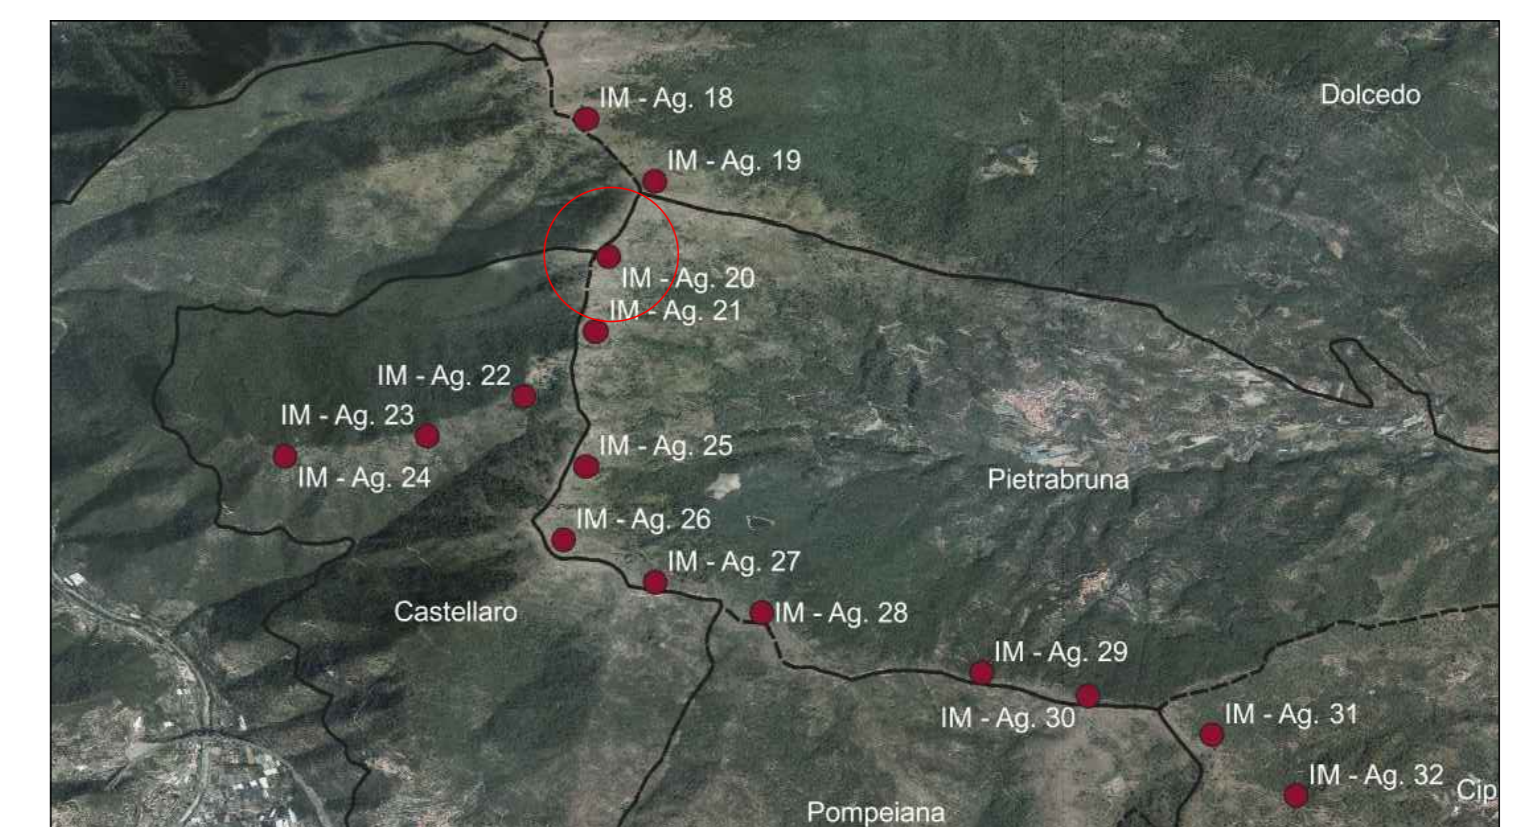 Dolcedo
IM - Ag. 18
IM - Ag. 19
IM - Ag. 20
IM - Ag. 21
IM - Ag. 22
IM - Ag. 23
IM - Ag. 24
IM - Ag. 25
Pietrabruna
IM - Ag. 26
IM - Ag. 27
Castellaro
IM - Ag. 28
IM - Ag. 29
IM - Ag. 30
IM - Ag. 31
IM - Ag. 32
Cip
Pompeiana